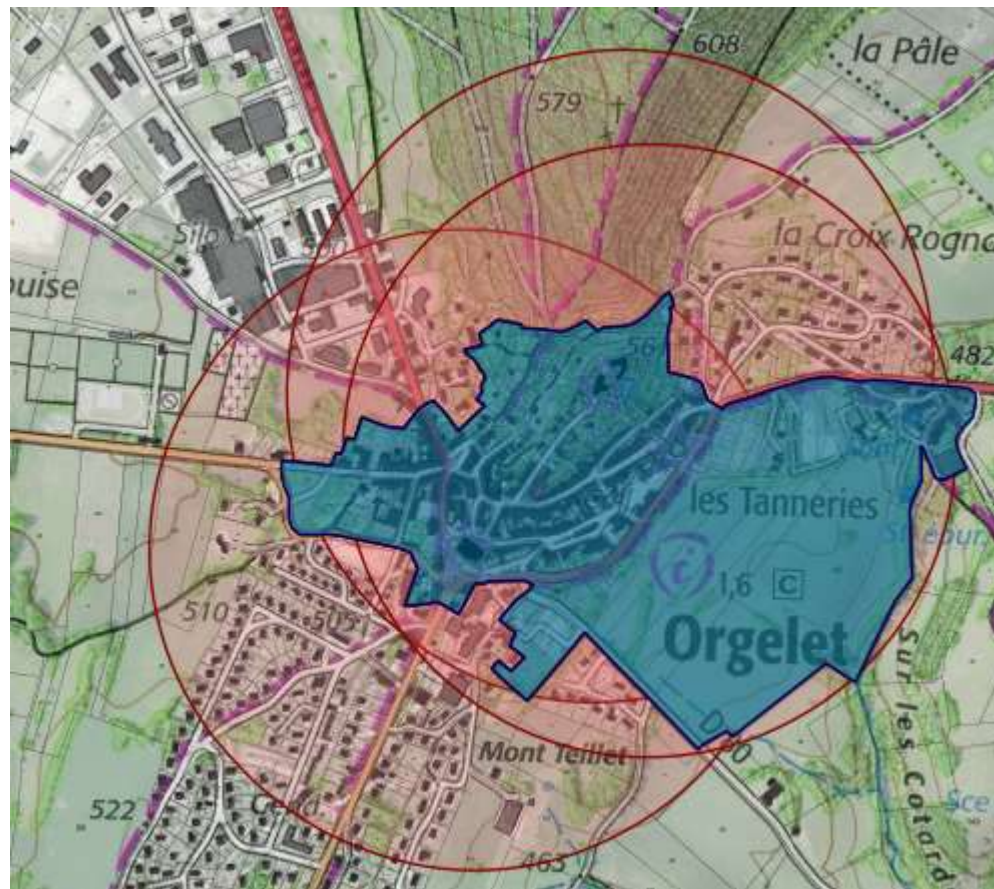 608
la Pâle
579
Silo
la Croix Rogna
ouise
482
les Tanneries
i
1,6 C
Orgelet
510
505
Sur les Cotard
D
Mont Teillet
522
Sce
463